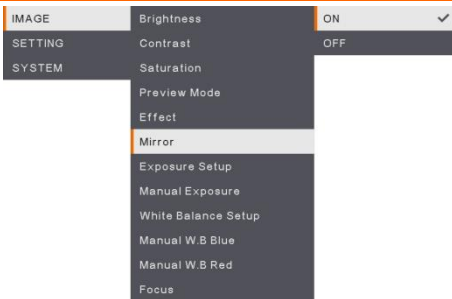 IMAGE
SETTING
SYSTEM
Brightness
Contrast
Saturation
Preview Mode
Effect
Mirror
Exposure Setup
Manual Exposure
White Balance Setup
Manual W.B Blue
Manual W.B Red
Focus
ON
OFF